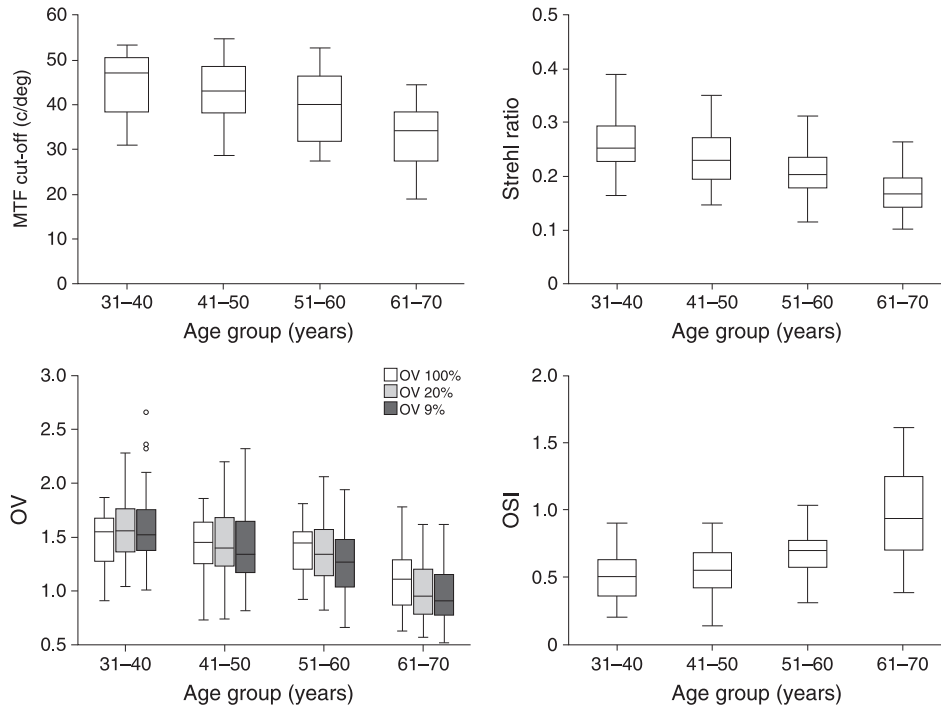 MTF cut-off (c/deg)
60
50
40
30
20
10
0
31–40 41–50 51–60 61–70
Age group (years)
Strehl ratio
0.5
0.4
0.3
0.2
0.1
0
31–40 41–50 51–60 61–70
Age group (years)
OV
3.0
2.5
2.0
1.5
1.0
0.5
OV 100%
OV 20%
OV 9%
31–40 41–50 51–60 61–70
Age group (years)
OSI
2.0
1.5
1.0
0.5
0
31–40 41–50 51–60 61–70
Age group (years)